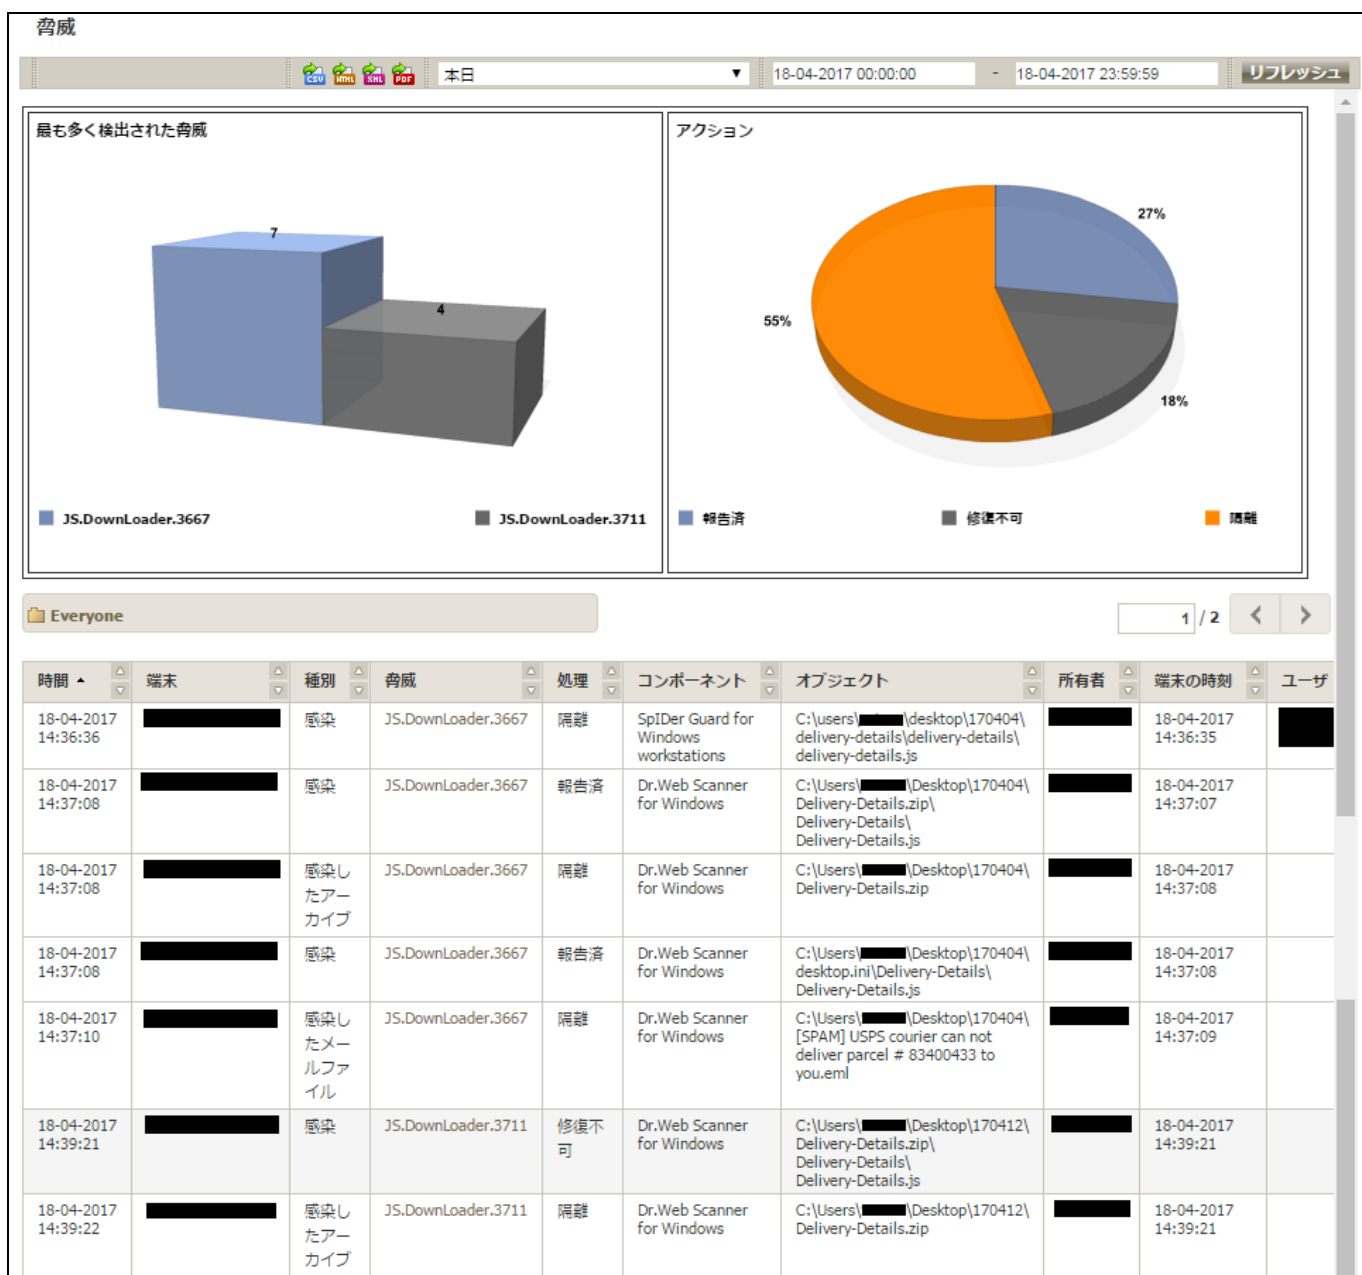 脅威
CSV HTML XML PDF 本日 18-04-2017 00:00:00 - 18-04-2017 23:59:59 リフレッシュ
最も多く検出された脅威
7
4
JS.DownLoader.3667 JS.DownLoader.3711
アクション
27%
55%
18%
報告済 修復不可 隔離
Everyone
1 / 2
時間 端末 種別 脅威 処理 コンポーネント オブジェクト 所有者 端末の時刻 ユーザ
18-04-2017 感染 JS.DownLoader.3667 隔離 SpIDer Guard for C:\users\ \desktop\170404\ 18-04-2017
14:36:36 Windows delivery-details\delivery-details\ 14:36:35
workstations delivery-details.js
18-04-2017 感染 JS.DownLoader.3667 報告済 Dr.Web Scanner C:\Users\ \Desktop\170404\ 18-04-2017
14:37:08 for Windows Delivery-Details.zip\ 14:37:07
Delivery-Details\
Delivery-Details.js
18-04-2017 感染し JS.DownLoader.3667 隔離 Dr.Web Scanner C:\Users\ \Desktop\170404\ 18-04-2017
14:37:08 たアー for Windows Delivery-Details.zip 14:37:08
カイブ
18-04-2017 感染 JS.DownLoader.3667 報告済 Dr.Web Scanner C:\Users\ \Desktop\170404\ 18-04-2017
14:37:08 for Windows desktop.ini\Delivery-Details\ 14:37:08
Delivery-Details.js
18-04-2017 感染し JS.DownLoader.3667 隔離 Dr.Web Scanner C:\Users\ \Desktop\170404\ 18-04-2017
14:37:10 たメー for Windows [SPAM] USPS courier can not 14:37:09
ルファ deliver parcel # 83400433 to
イル you.eml
18-04-2017 感染 JS.DownLoader.3711 修復不 Dr.Web Scanner C:\Users\ \Desktop\170412\ 18-04-2017
14:39:21 可 for Windows Delivery-Details.zip\ 14:39:21
Delivery-Details\
Delivery-Details.js
18-04-2017 感染し JS.DownLoader.3711 隔離 Dr.Web Scanner C:\Users\ \Desktop\170412\ 18-04-2017
14:39:22 たアー for Windows Delivery-Details.zip 14:39:21
カイブ